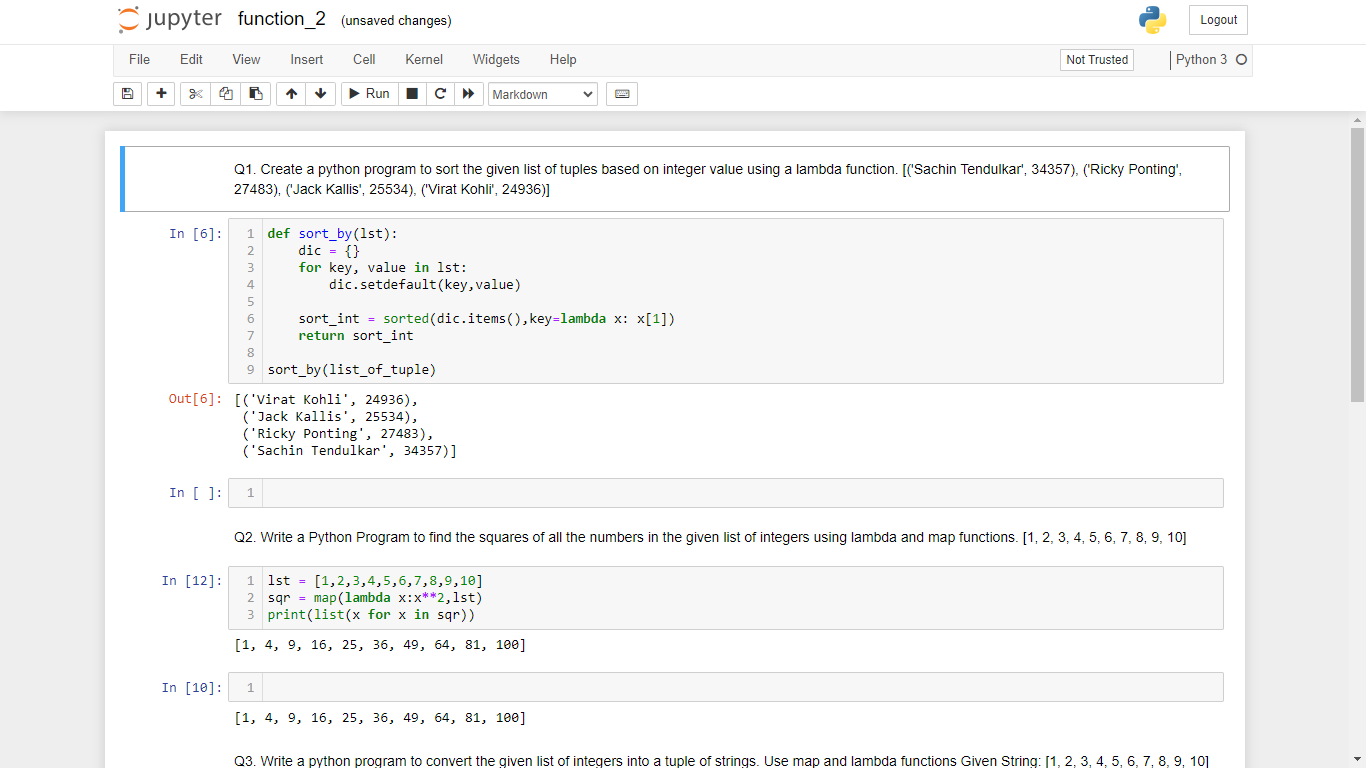 jupyter function_2 (unsaved changes) Logout
File Edit View Insert Cell Kernel Widgets Help Not Trusted Python 3
Run Markdown
Q1. Create a python program to sort the given list of tuples based on integer value using a lambda function. [('Sachin Tendulkar', 34357), ('Ricky Ponting',
27483), ('Jack Kallis', 25534), ('Virat Kohli', 24936)]
In [6]:
1 def sort_by(lst):
2     dic = {}
3     for key, value in lst:
4         dic.setdefault(key,value)
5
6     sort_int = sorted(dic.items(),key=lambda x: x[1])
7     return sort_int
8
9 sort_by(list_of_tuple)
Out[6]: [('Virat Kohli', 24936),
('Jack Kallis', 25534),
('Ricky Ponting', 27483),
('Sachin Tendulkar', 34357)]
In [ ]: 1
Q2. Write a Python Program to find the squares of all the numbers in the given list of integers using lambda and map functions. [1, 2, 3, 4, 5, 6, 7, 8, 9, 10]
In [12]:
1 lst = [1,2,3,4,5,6,7,8,9,10]
2 sqr = map(lambda x:x**2,lst)
3 print(list(x for x in sqr))
[1, 4, 9, 16, 25, 36, 49, 64, 81, 100]
In [10]: 1
[1, 4, 9, 16, 25, 36, 49, 64, 81, 100]
Q3. Write a python program to convert the given list of integers into a tuple of strings. Use map and lambda functions Given String: [1, 2, 3, 4, 5, 6, 7, 8, 9, 10]